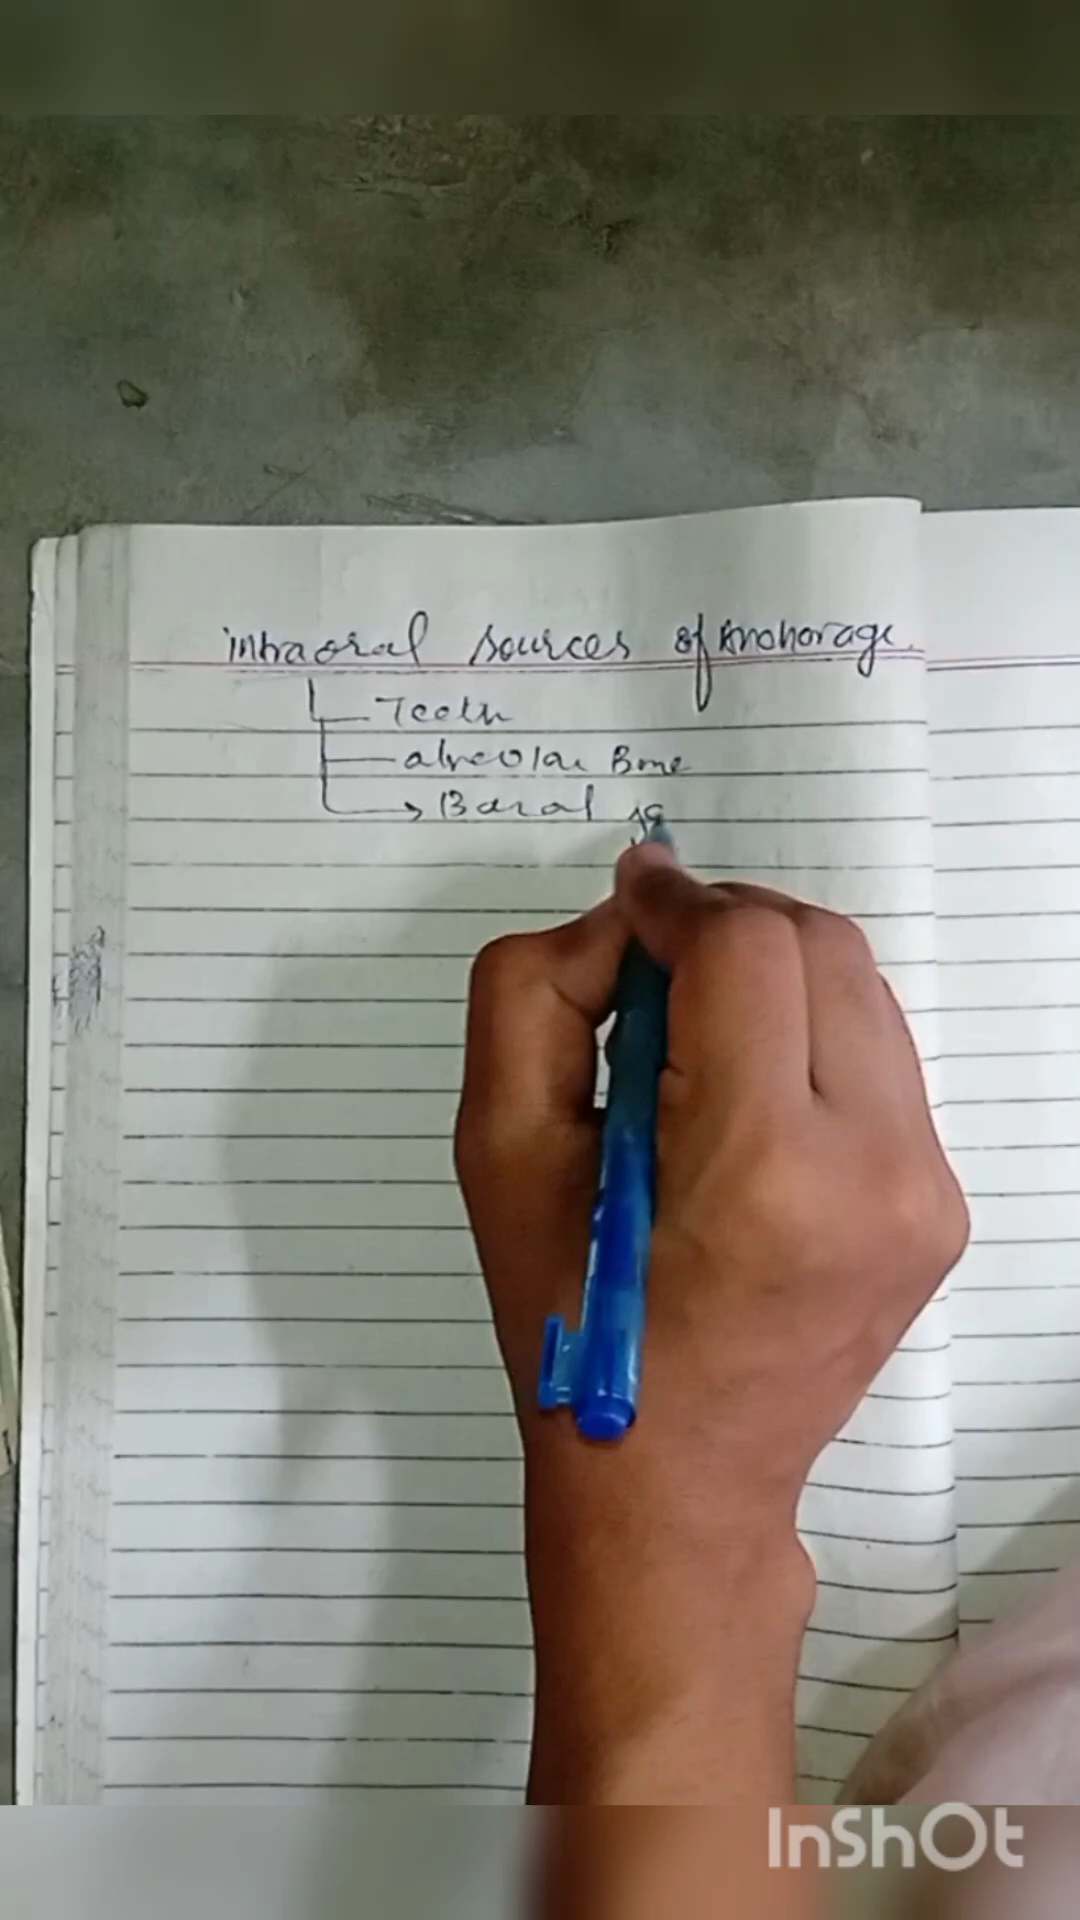 intraoral sources of Anchorage.
Teeth
alveolar Bone
Basal
InShOt